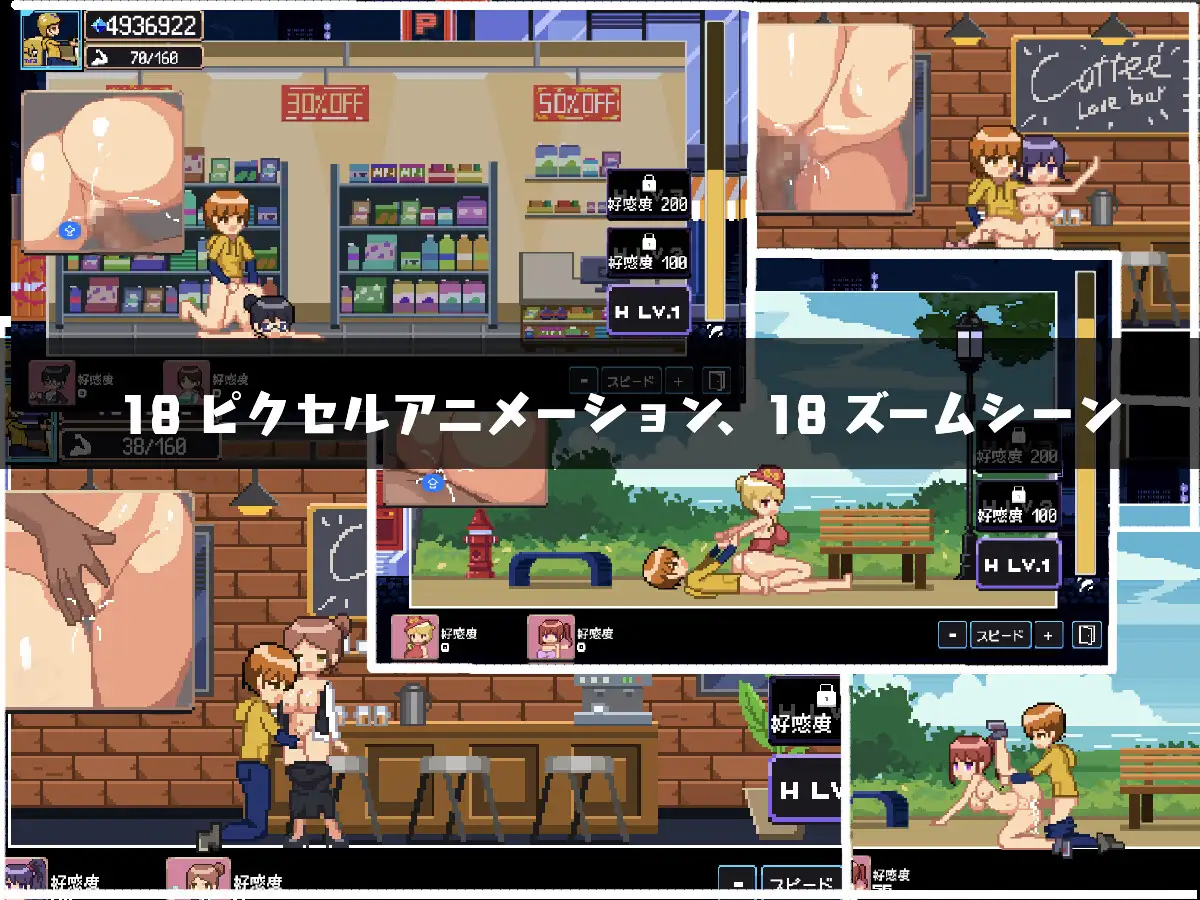 4936922
P
70/160
30%OFF
50%OFF
Coffee
Love bar
好感度 200
好感度 100
H LV.1
好感度
0
好感度
0
- スピード +
18 ピクセルアニメーション、18 ズームシーン
38/160
好感度 200
好感度 100
H LV.1
好感度
0
好感度
0
- スピード +
好感度
H LV
好感度
好感度
- スピード
好感度